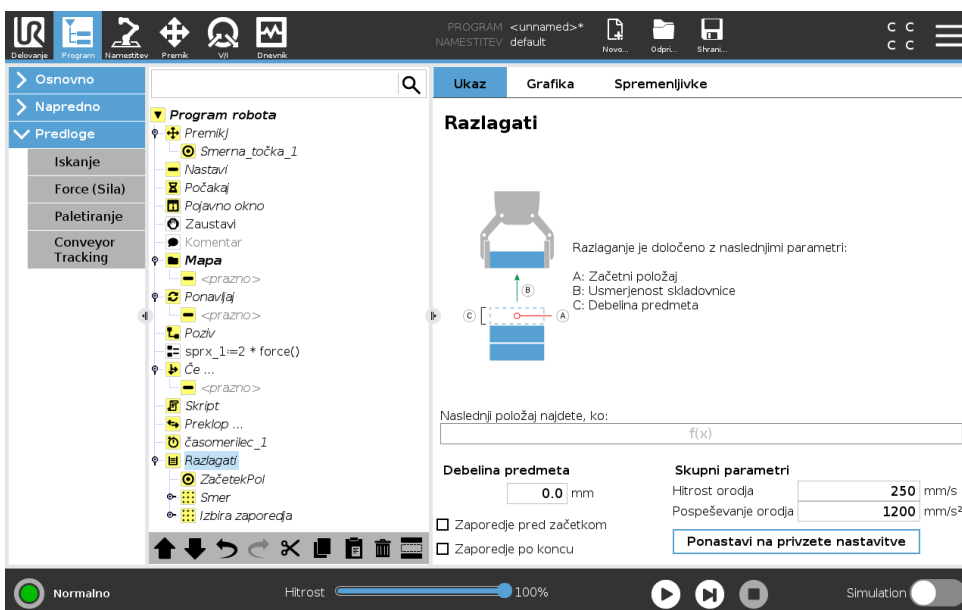 PROGRAM <unnamed>*
NAMESTITEV default
Delovanje Program Namestitev Premik V/I Dnevnik Novo... Odpri... Shrani...
C C
C C
Osnovno
Napredno
Predloge
Iskanje
Force (Sila)
Paletiranje
Conveyor
Tracking
Program robota
PremikJ
Smerna_točka_1
Nastavi
Počakaj
Pojavno okno
Zaustavi
Komentar
Mapa
<prazno>
Ponavljaj
<prazno>
Poziv
sprx_1:=2 * force()
Če ...
<prazno>
Skript
Preklop ...
časomerilec_1
Razlagati
ZačetekPol
Smer
Izbira zaporedja
Ukaz Grafika Spremenljivke
Razlagati
Razlaganje je določeno z naslednjimi parametri:
A: Začetni položaj
B: Usmerjenost skladovnice
C: Debelina predmeta
B
C A
Naslednji položaj najdete, ko:
f(x)
Debelina predmeta
0.0 mm
Zaporedje pred začetkom
Zaporedje po koncu
Skupni parametri
Hitrost orodja 250 mm/s
Pospeševanje orodja 1200 mm/s²
Ponastavi na privzete nastavitve
Normalno
Hitrost 100%
Simulation